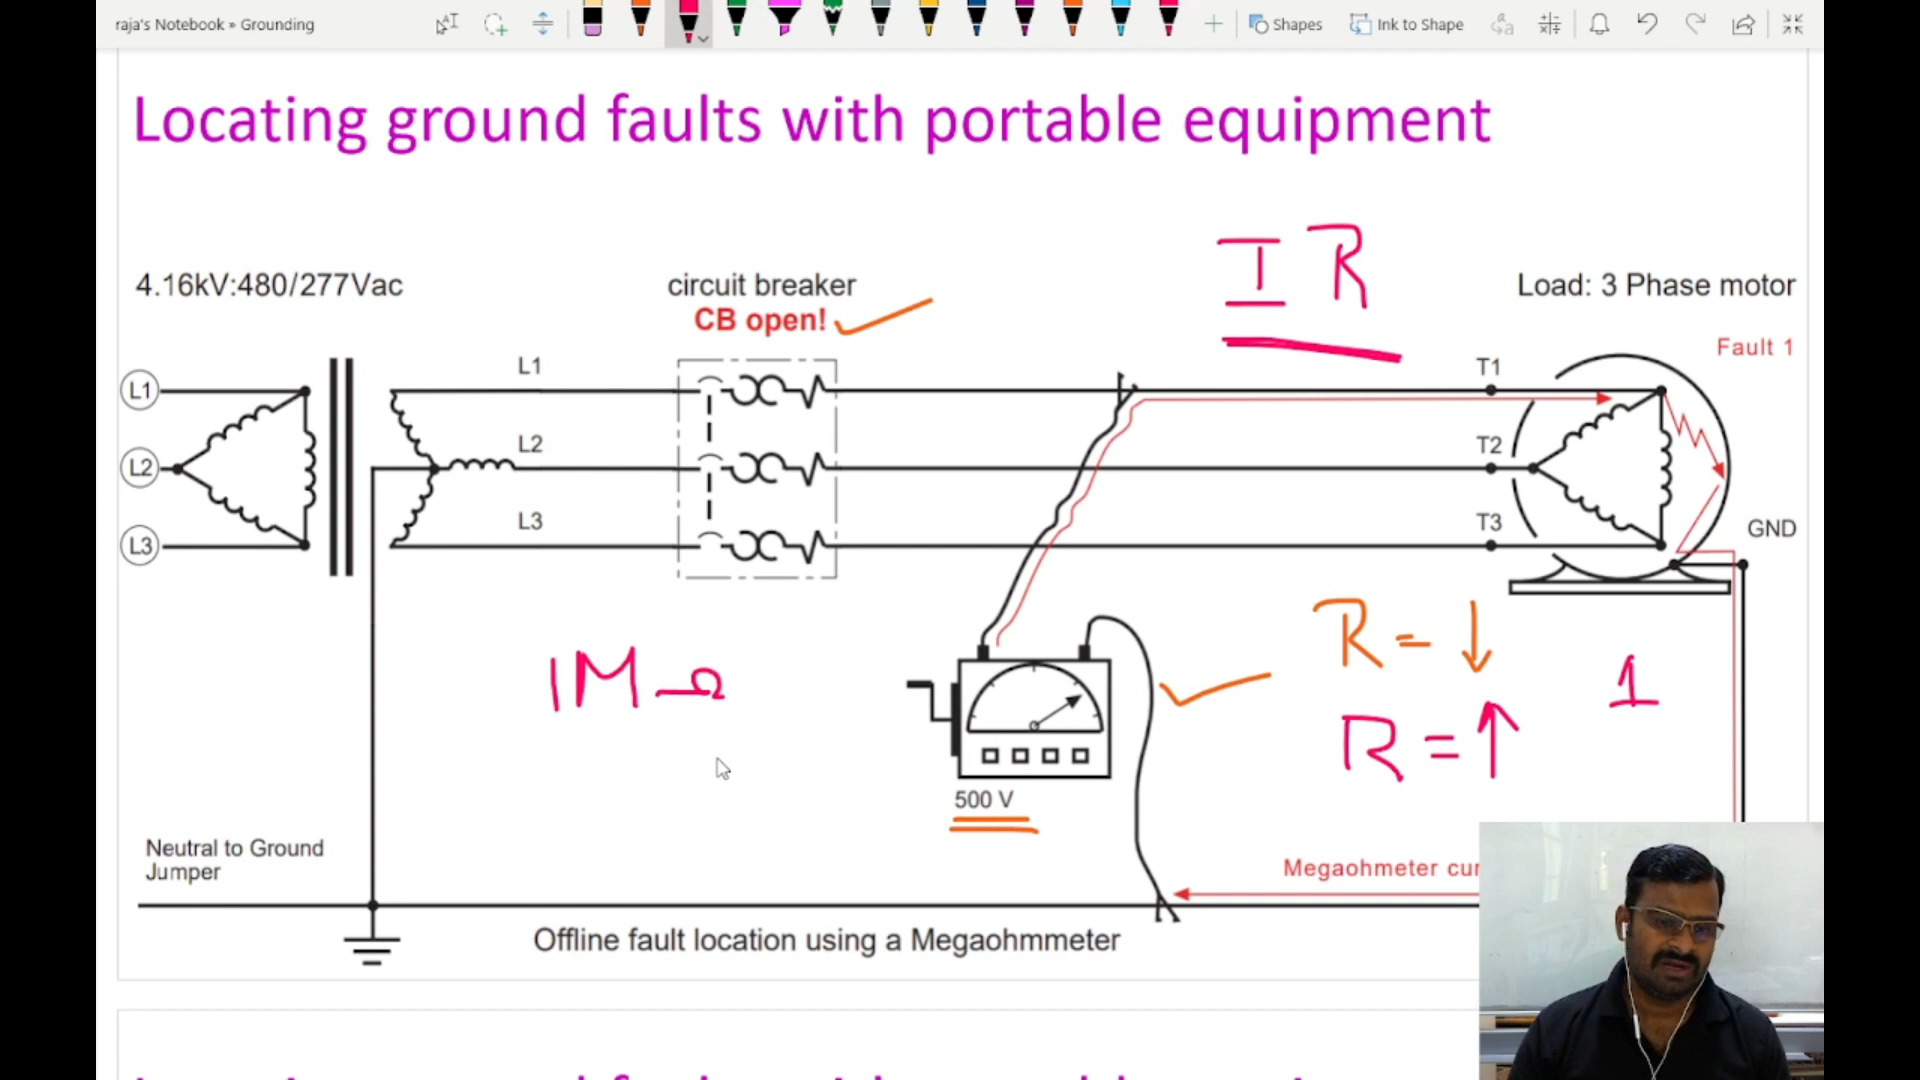 raja's Notebook » Grounding
Shapes
Ink to Shape
Locating ground faults with portable equipment
I R
4.16kV:480/277Vac
circuit breaker
Load: 3 Phase motor
CB open!
Fault 1
L1
T1
L1
L2
T2
L2
L3
T3
L3
GND
R = ↓
1MΩ
1
R = ↑
500 V
Neutral to Ground
Jumper
Megaohmeter
Offline fault location using a Megaohmmeter